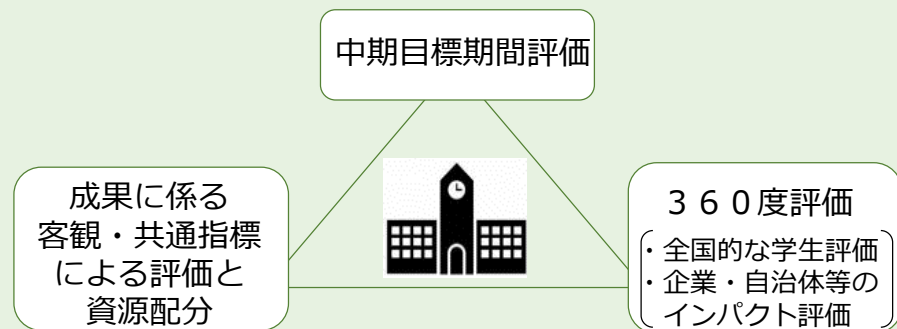 中期目標期間評価
成果に係る
客観・共通指標
による評価と
資源配分
３６０度評価
・全国的な学生評価
・企業・自治体等の
インパクト評価